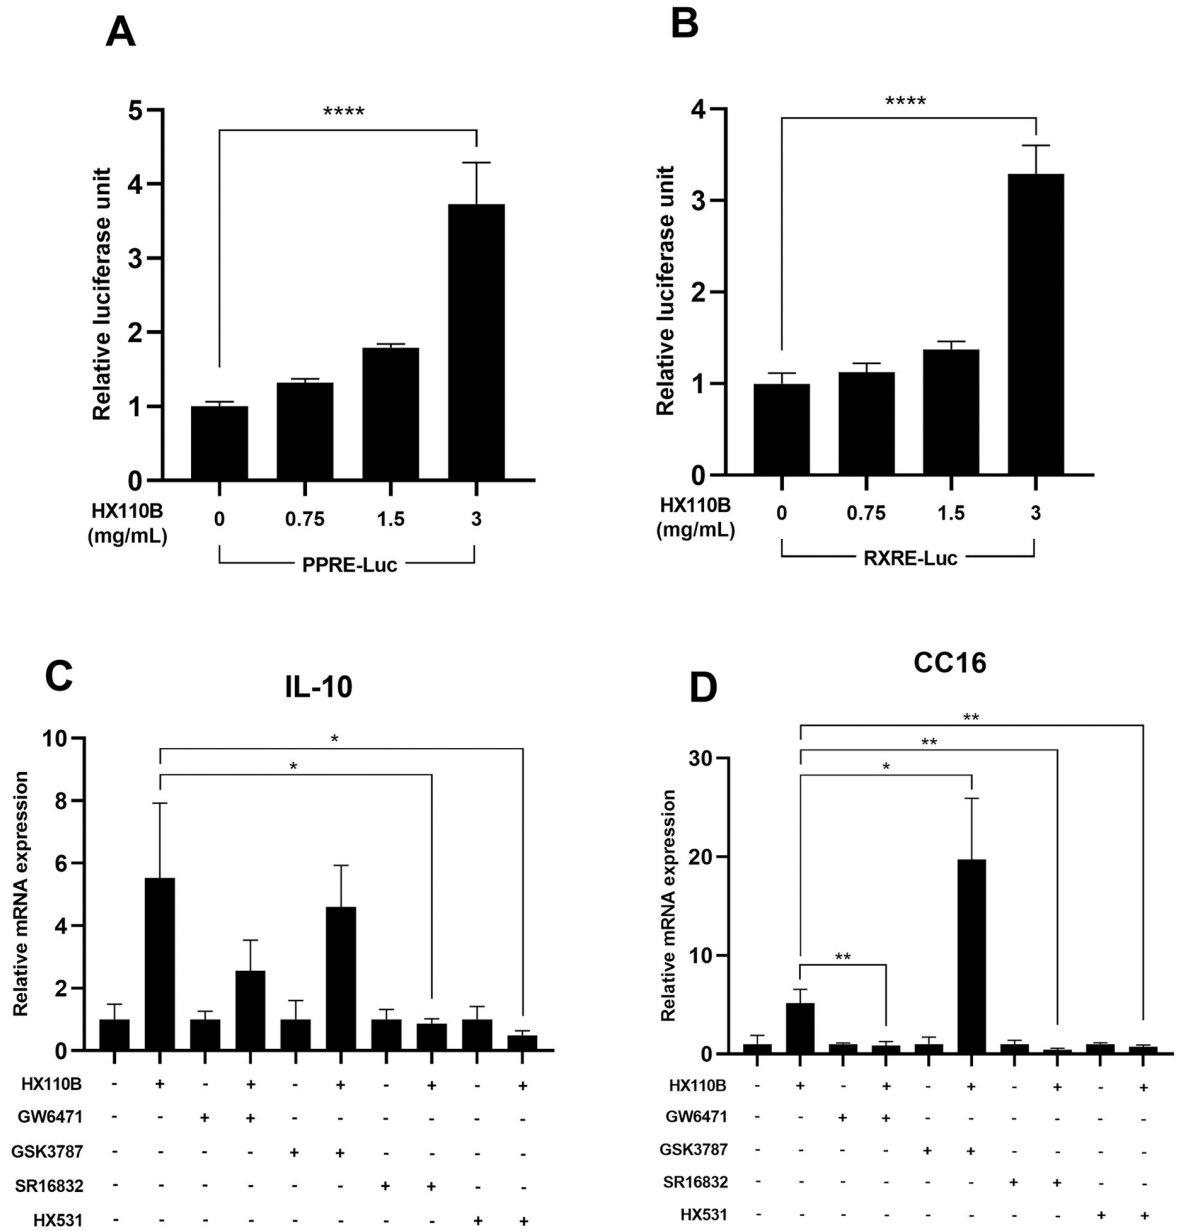 A
****
Relative luciferase unit
5
4
3
2
1
0
HX110B
(mg/mL)
0 0.75 1.5 3
PPRE-Luc
B
****
Relative luciferase unit
4
3
2
1
0
HX110B
(mg/mL)
0 0.75 1.5 3
RXRE-Luc
C
IL-10
*
*
Relative mRNA expression
10
8
6
4
2
0
HX110B - + - + - + - + - +
GW6471 - - + + - - - - - -
GSK3787 - - - - + + - - - -
SR16832 - - - - - - + + - -
HX531 - - - - - - - - + +
D
CC16
**
**
*
**
Relative mRNA expression
30
20
10
0
HX110B - + - + - + - + - +
GW6471 - - + + - - - - - -
GSK3787 - - - - + + - - - -
SR16832 - - - - - - + + - -
HX531 - - - - - - - - + +